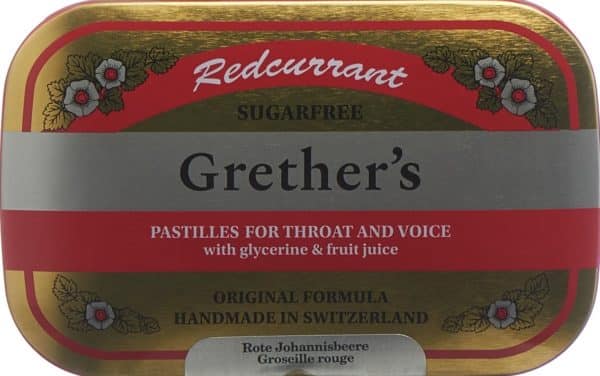 Redcurrant
SUGARFREE
Grether's
PASTILLES FOR THROAT AND VOICE
with glycerine & fruit juice
ORIGINAL FORMULA
HANDMADE IN SWITZERLAND
Rote Johannisbeere
Groseille rouge